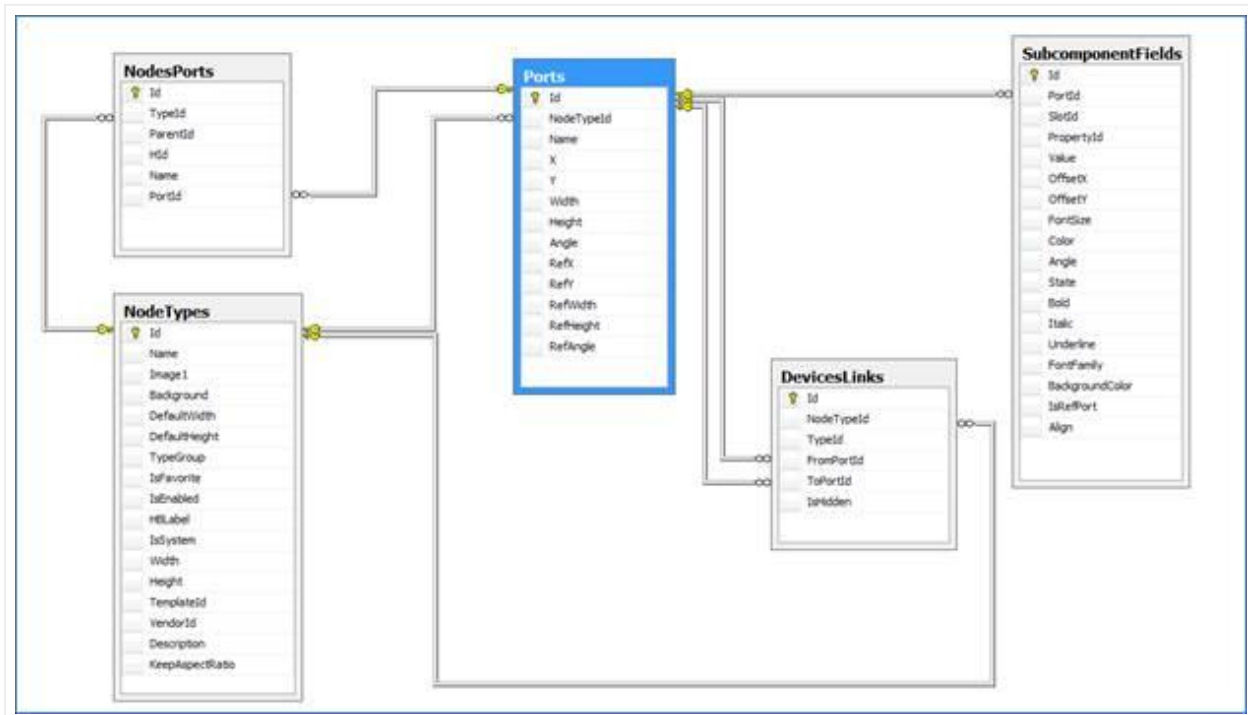 NodesPorts
Id
TypeId
ParentId
HId
Name
PortId
NodeTypes
Id
Name
Image1
Background
DefaultWidth
DefaultHeight
TypeGroup
IsFavorite
IsEnabled
HBLabel
IsSystem
Width
Height
TemplateId
VendorId
Description
KeepAspectRatio
Ports
Id
NodeTypeId
Name
X
Y
Width
Height
Angle
RefX
RefY
RefWidth
RefHeight
RefAngle
DevicesLinks
Id
NodeTypeId
TypeId
FromPortId
ToPortId
IsHidden
SubcomponentFields
Id
PortId
SlotId
PropertyId
Value
OffsetX
OffsetY
FontSize
Color
Angle
State
Bold
Italic
Underline
FontFamily
BackgroundColor
IsRefPort
Align